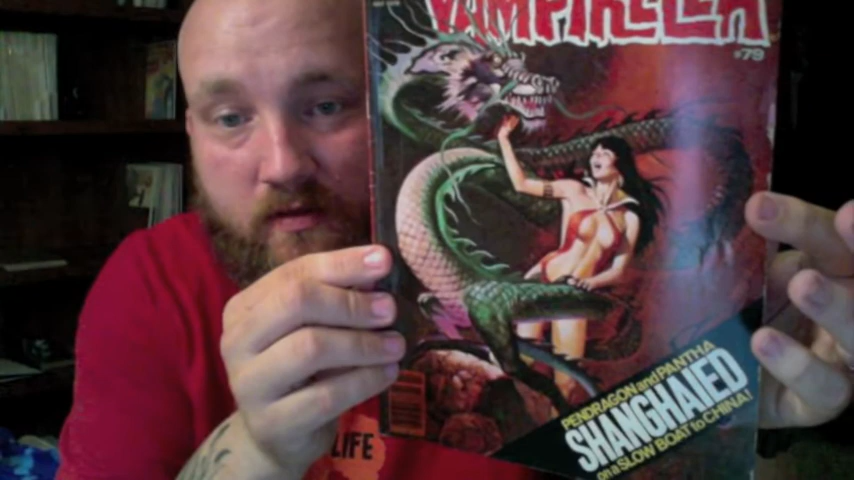 VAMPIRELLA
#79
PENDRAGON and PANTHA
SHANGHAIED
on a SLOW BOAT to CHINA!
LIFE